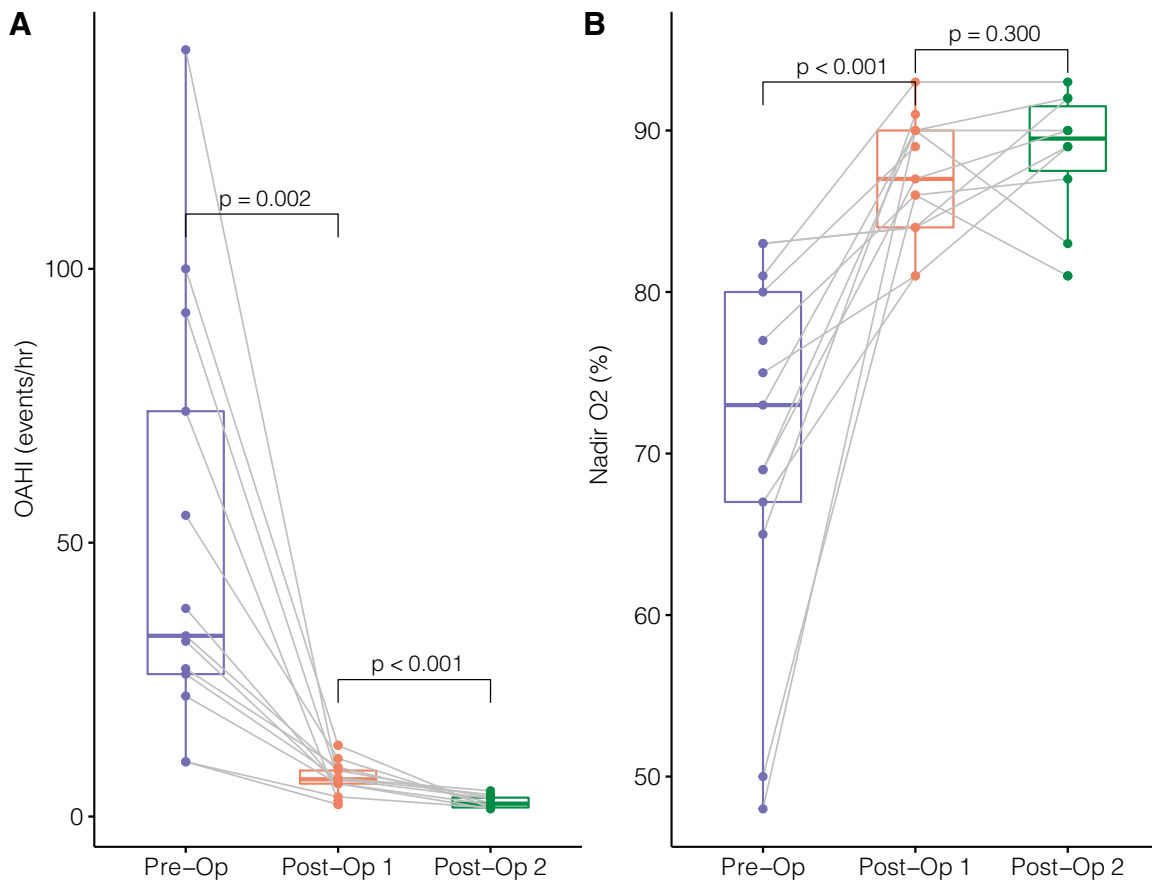 A
OAHI (events/hr)
100
50
0
p = 0.002
p < 0.001
Pre–Op
Post–Op 1
Post–Op 2
B
Nadir O2 (%)
90
80
70
60
50
p < 0.001
p = 0.300
Pre–Op
Post–Op 1
Post–Op 2